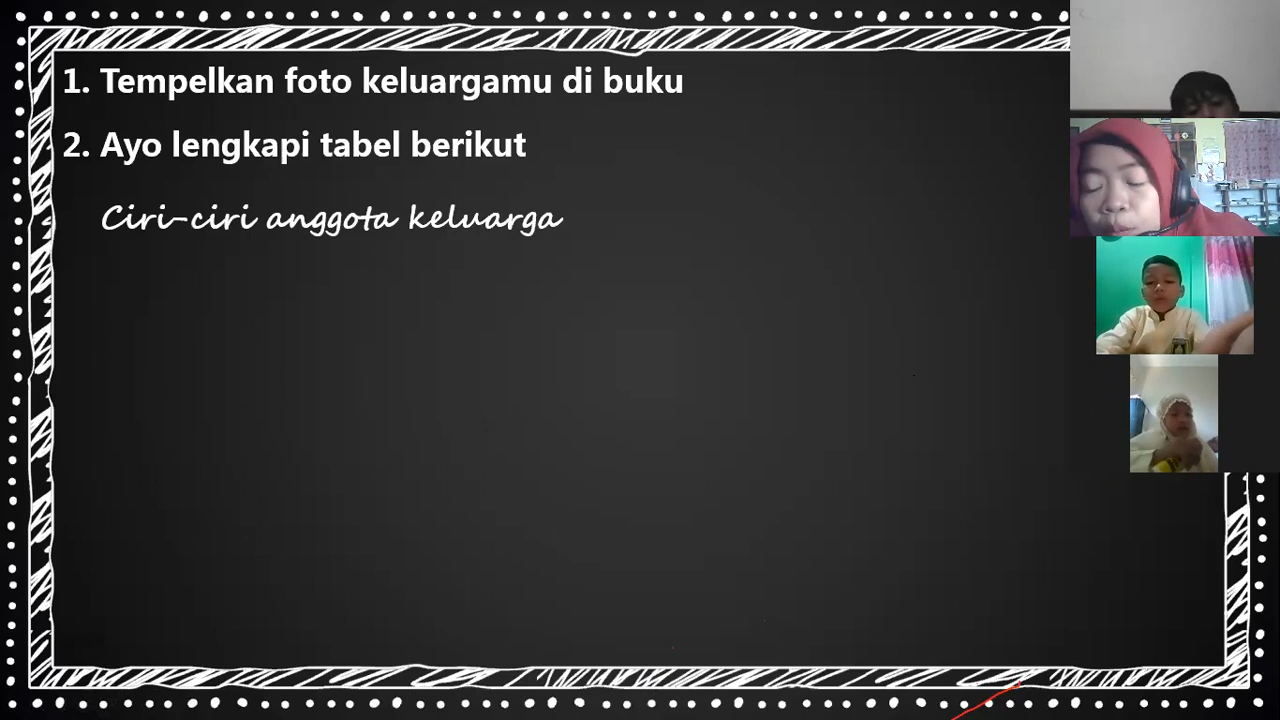 1. Tempelkan foto keluargamu di buku
2. Ayo lengkapi tabel berikut
Ciri-ciri anggota keluarga